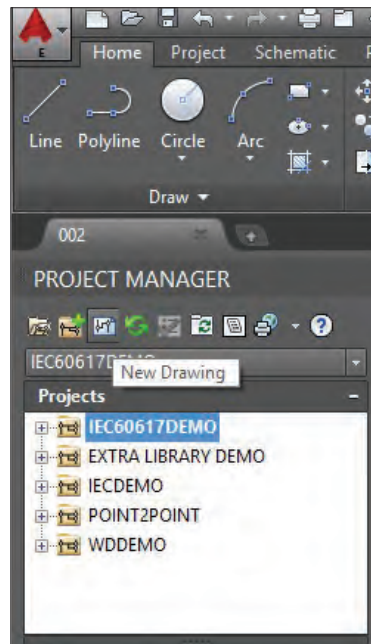 E
Home Project Schematic
Line Polyline Circle Arc
Draw
002
PROJECT MANAGER
IEC60617DEMO
New Drawing
Projects
IEC60617DEMO
EXTRA LIBRARY DEMO
IECDEMO
POINT2POINT
WDDEMO